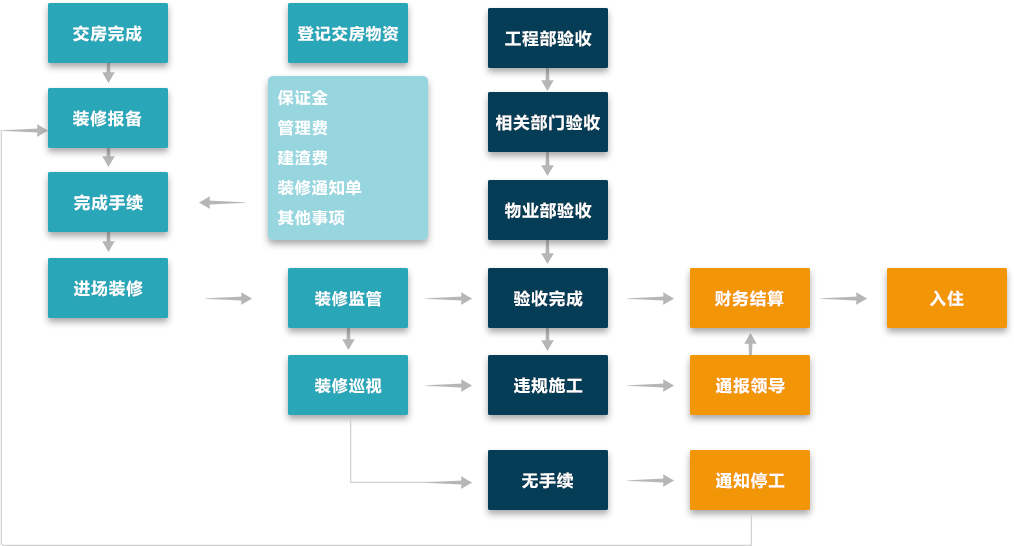 交房完成
登记交房物资
工程部验收
保证金
管理费
建渣费
装修通知单
其他事项
装修报备
相关部门验收
完成手续
物业部验收
进场装修
装修监管
验收完成
财务结算
入住
装修巡视
违规施工
通报领导
无手续
通知停工